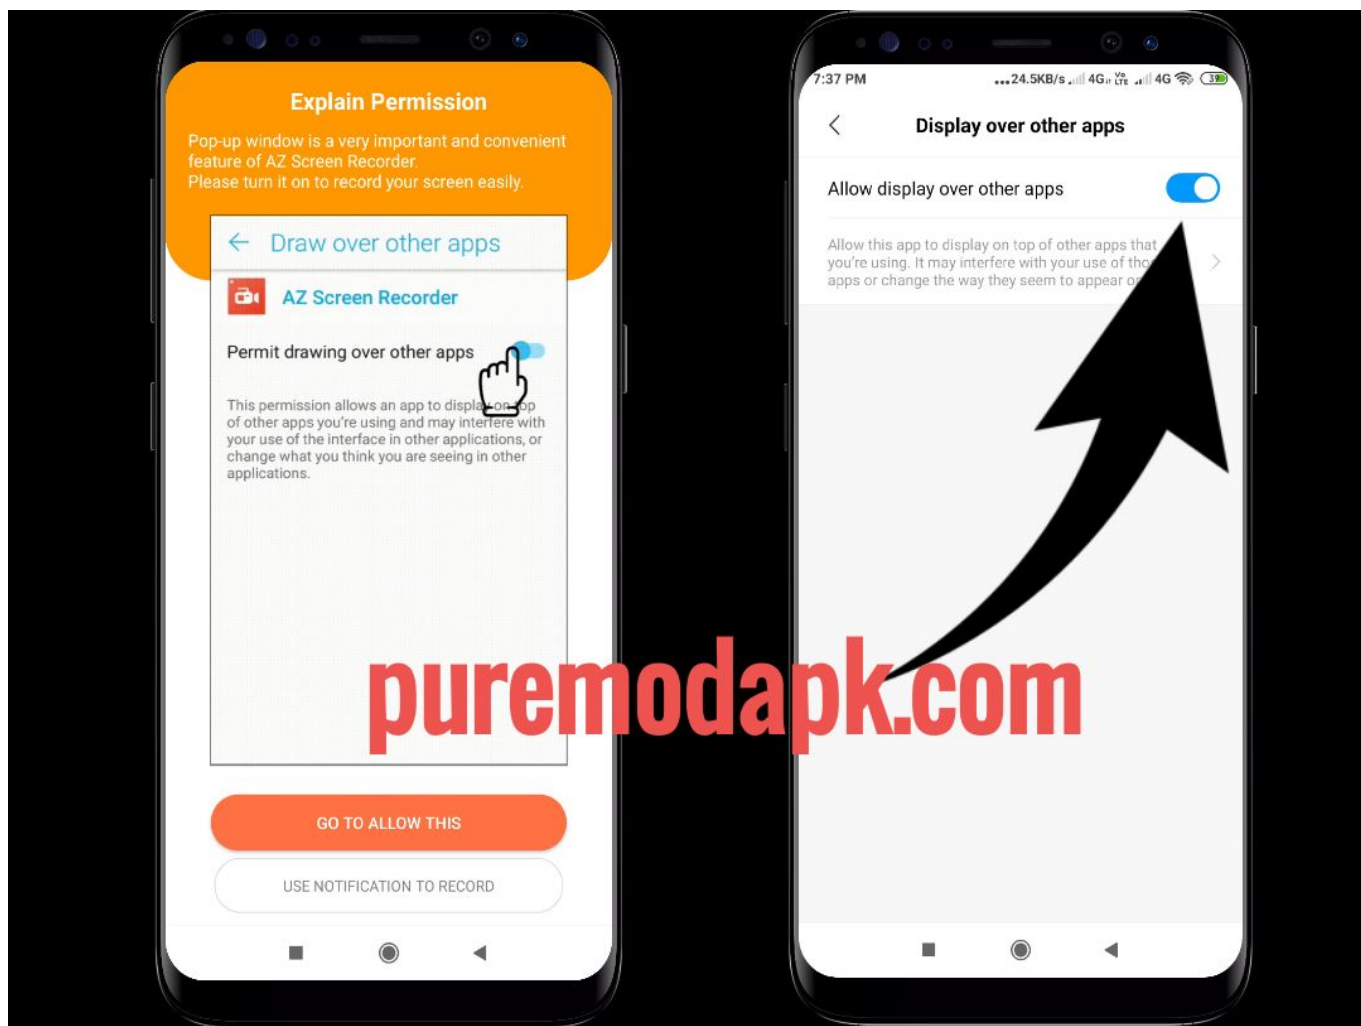 Explain Permission
Pop-up window is a very important and convenient
feature of AZ Screen Recorder.
Please turn it on to record your screen easily.
Draw over other apps
AZ Screen Recorder
Permit drawing over other apps
This permission allows an app to display on top
of other apps you're using and may interfere with
your use of the interface in other applications, or
change what you think you are seeing in other
applications.
GO TO ALLOW THIS
USE NOTIFICATION TO RECORD
7:37 PM
...24.5KB/s 4G Vo LTE 4G 39
Display over other apps
Allow display over other apps
Allow this app to display on top of other apps that
you're using. It may interfere with your use of
apps or change the way they seem to appear
puremodapk.com